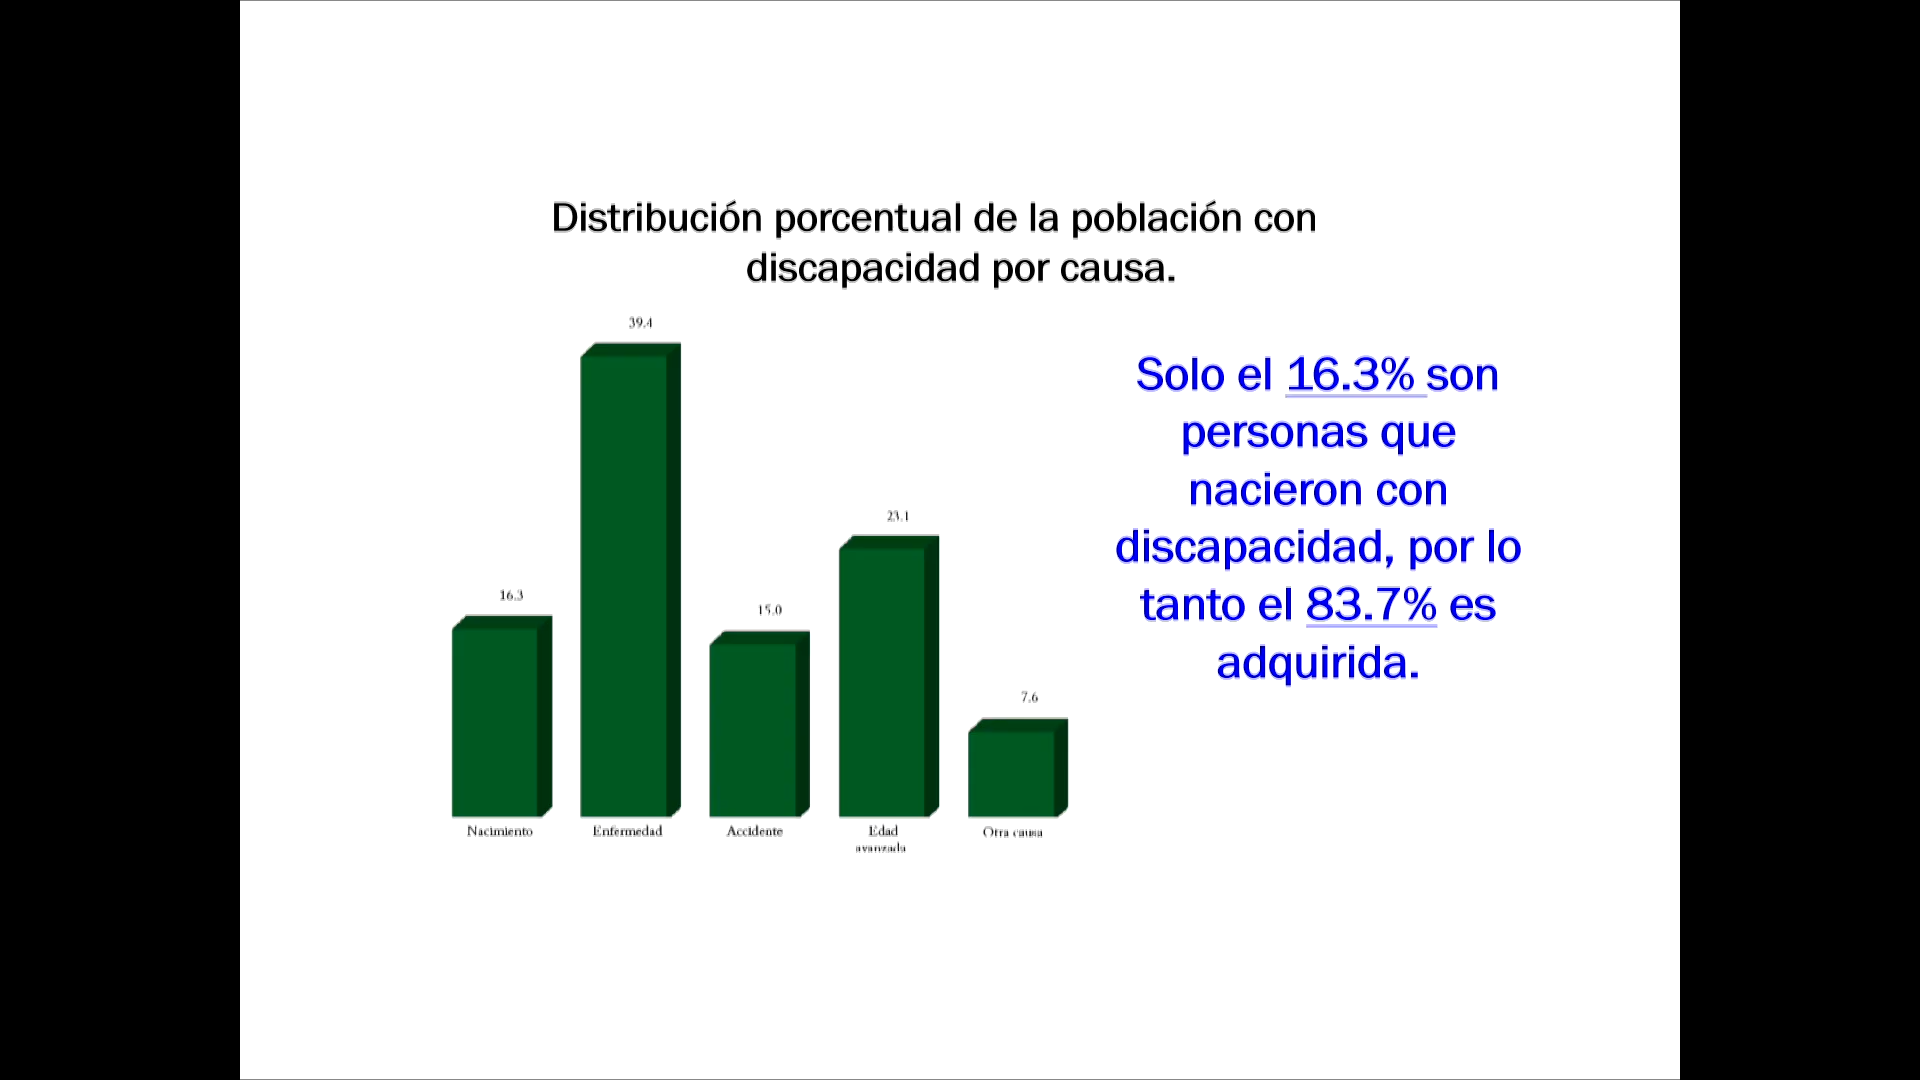 Distribución porcentual de la población con
discapacidad por causa.
39.4
Solo el 16.3% son
personas que
nacieron con
discapacidad, por lo
tanto el 83.7% es
adquirida.
23.1
16.3
15.0
7.6
Nacimiento Enfermedad Accidente Edad Otra causa
avanzada